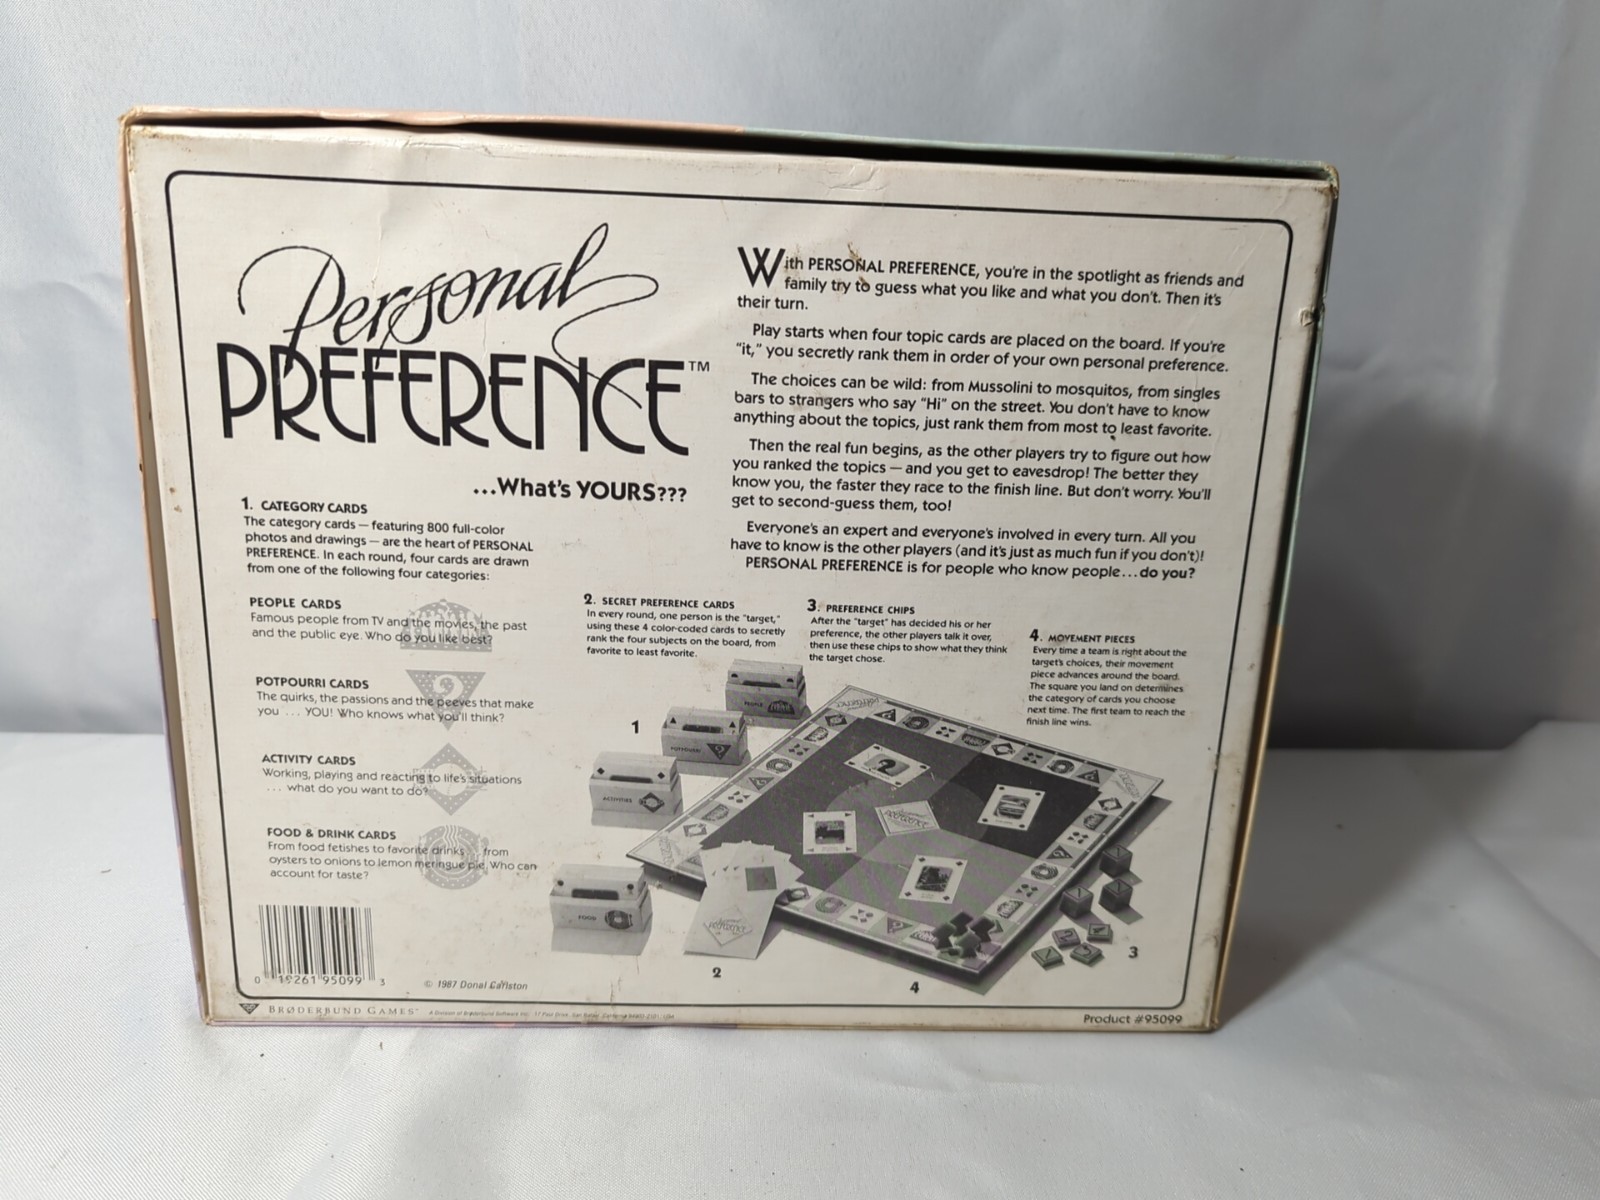 Personal
PREFERENCE™
...What's YOURS???
With PERSONAL PREFERENCE, you're in the spotlight as friends and
family try to guess what you like and what you don't. Then it's
their turn.
Play starts when four topic cards are placed on the board. If you're
"it," you secretly rank them in order of your own personal preference.
The choices can be wild: from Mussolini to mosquitos, from singles
bars to strangers who say "Hi" on the street. You don't have to know
anything about the topics, just rank them from most to least favorite.
Then the real fun begins, as the other players try to figure out how
you ranked the topics — and you get to eavesdrop! The better they
know you, the faster they race to the finish line. But don't worry. You'll
get to second-guess them, too!
Everyone's an expert and everyone's involved in every turn. All you
have to know is the other players (and it's just as much fun if you don't)!
PERSONAL PREFERENCE is for people who know people...do you?
1. CATEGORY CARDS
The category cards — featuring 800 full-color
photos and drawings — are the heart of PERSONAL
PREFERENCE. In each round, four cards are drawn
from one of the following four categories:
PEOPLE CARDS
Famous people from TV and the movies, the past
and the public eye. Who do you like best?
POTPOURRI CARDS
The quirks, the passions and the peeves that make
you ... YOU! Who knows what you'll think?
ACTIVITY CARDS
Working, playing and reacting to life's situations
... what do you want to do?
FOOD & DRINK CARDS
From food fetishes to favorite drinks ... from
oysters to onions to lemon meringue pie. Who can
account for taste?
2. SECRET PREFERENCE CARDS
In every round, one person is the "target,"
using these 4 color-coded cards to secretly
rank the four subjects on the board, from
favorite to least favorite.
3. PREFERENCE CHIPS
After the "target" has decided his or her
preference, the other players talk it over,
then use these chips to show what they think
the target chose.
4. MOVEMENT PIECES
Every time a team is right about the
target's choices, their movement
piece advances around the board.
The square you land on determines
the category of cards you choose
next time. The first team to reach the
finish line wins.
PEOPLE
1
POTPOURRI
ACTIVITIES
FOOD
2
3
4
0 19261 95099 3
© 1987 Donal Carlston
BRØDERBUND GAMES™
Product #95099